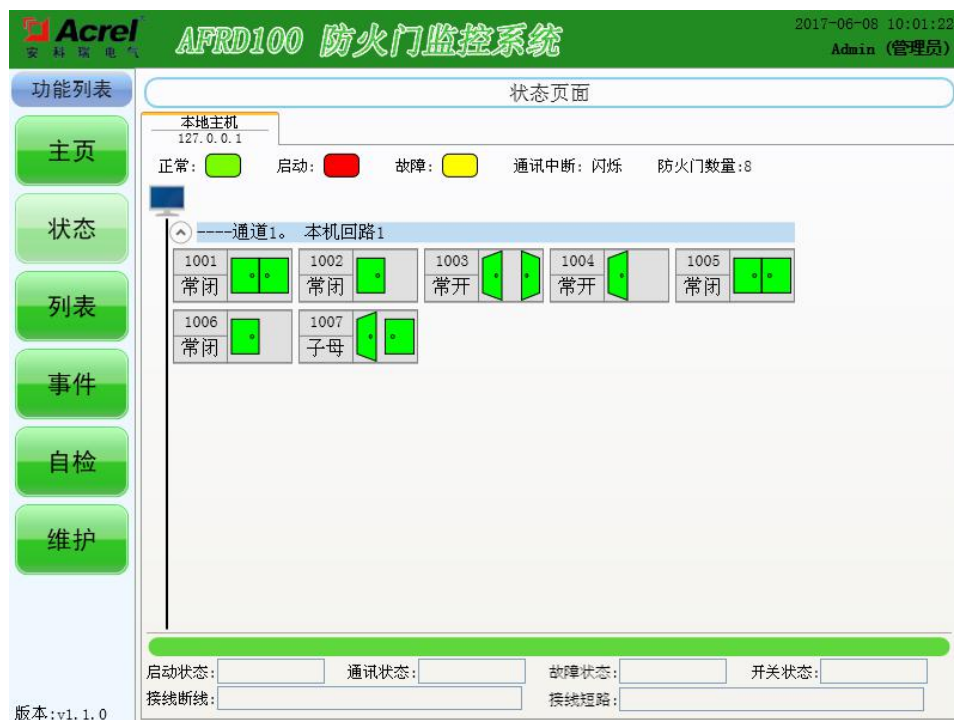 Acrel
安科瑞电气
AFRD100 防火门监控系统
2017-06-08 10:01:22
Admin (管理员)
功能列表
主页
状态
列表
事件
自检
维护
版本:v1.1.0
状态页面
本地主机
127.0.0.1
正常: 启动: 故障: 通讯中断: 闪烁 防火门数量:8
----通道1。 本机回路1
1001 1002 1003 1004 1005
常闭 常闭 常开 常开 常闭
1006 1007
常闭 子母
启动状态: 通讯状态: 故障状态: 开关状态:
接线断线: 接线短路: